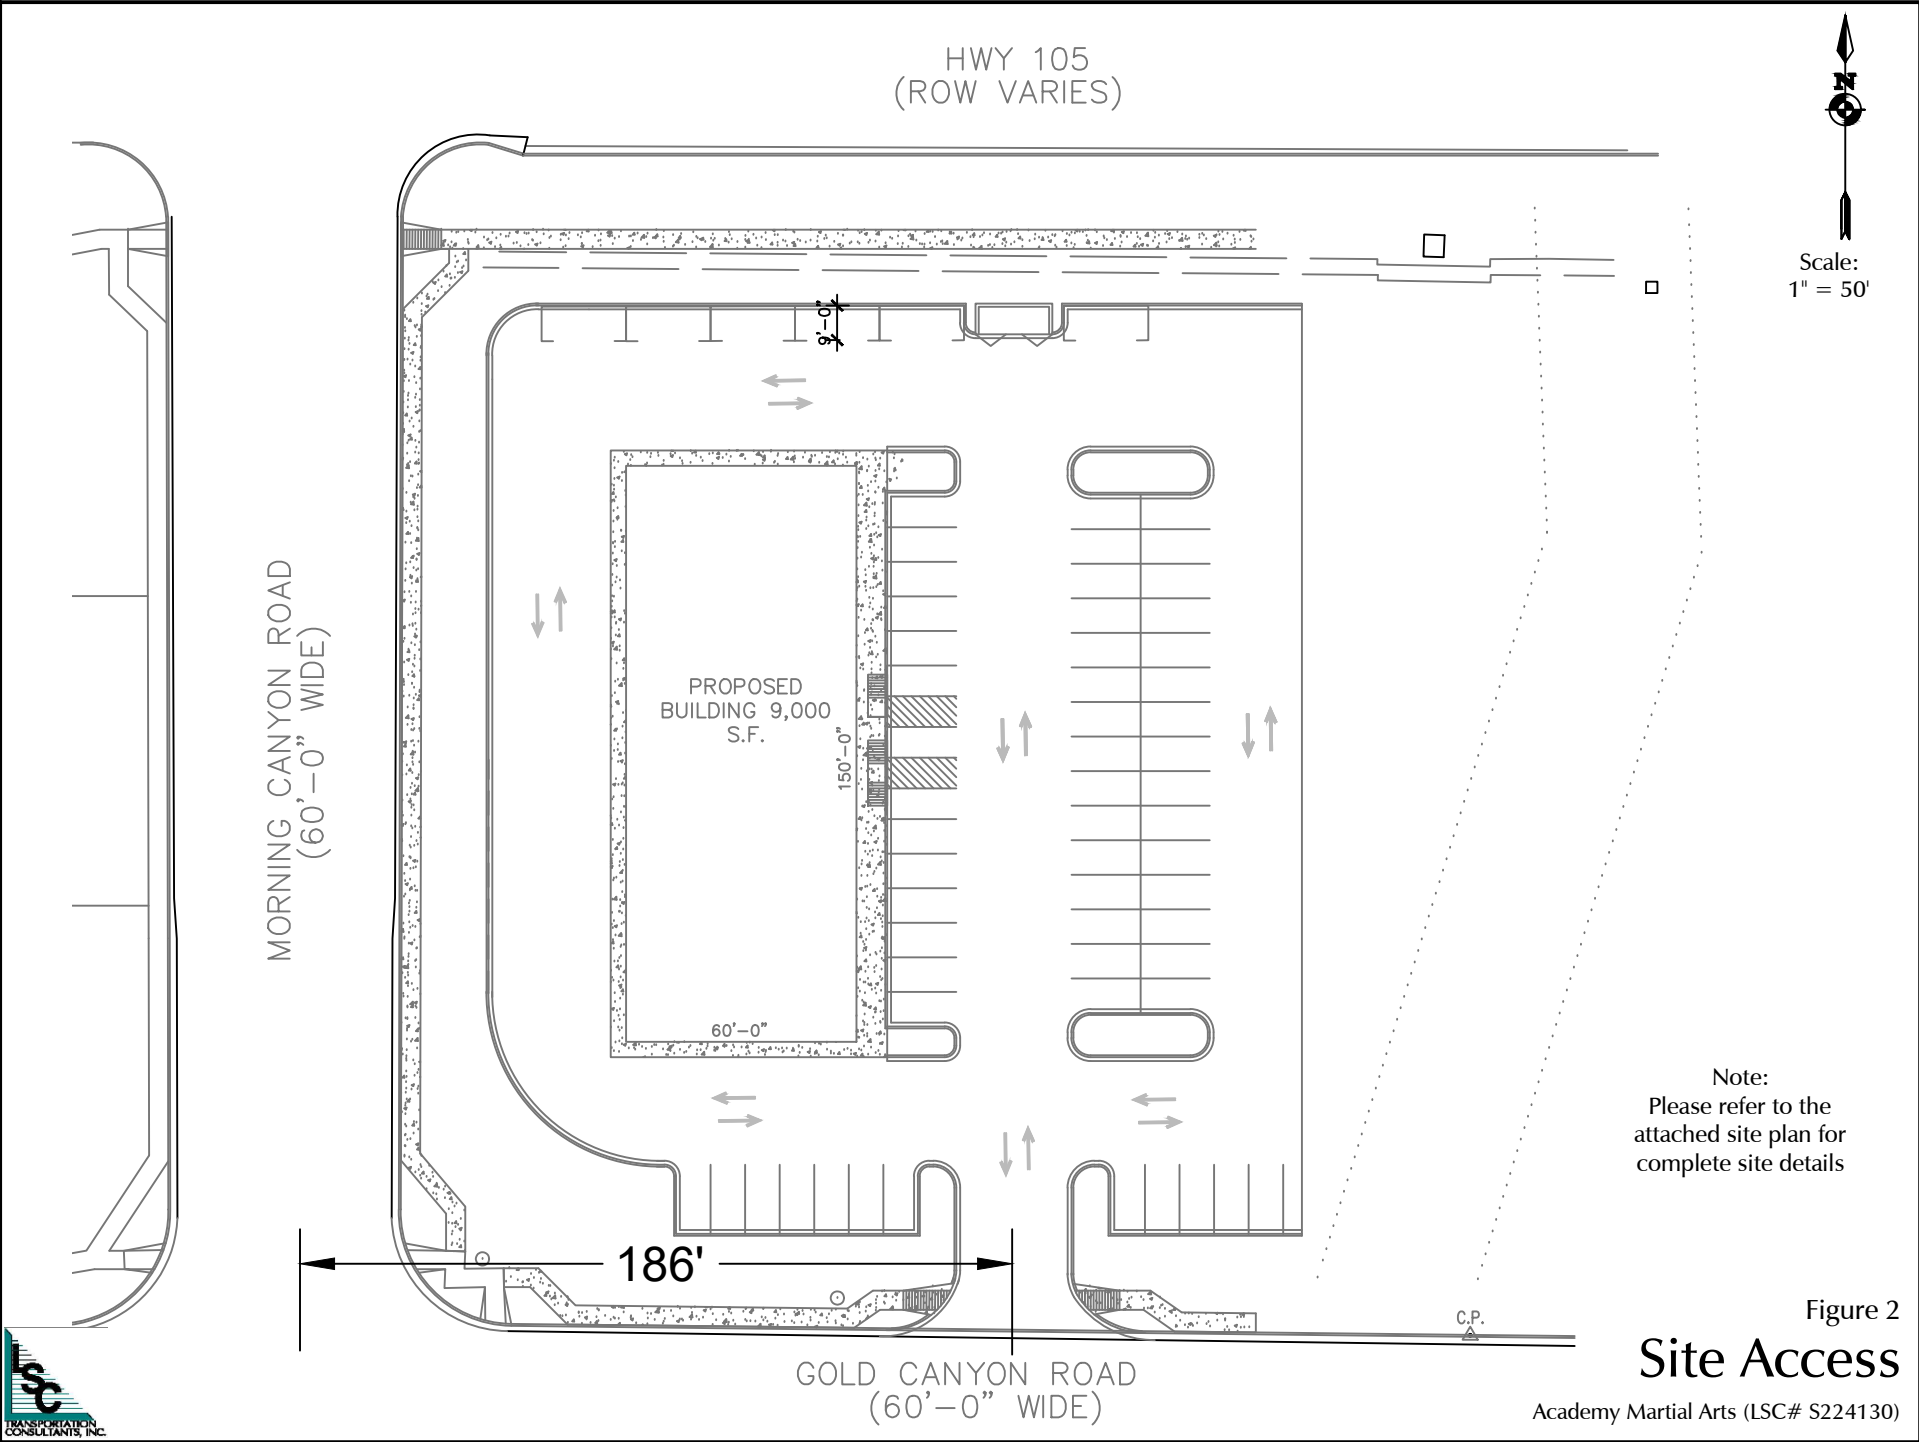 HWY 105
(ROW VARIES)
N
Scale:
1" = 50'
9'-0"
MORNING CANYON ROAD
(60'-0" WIDE)
PROPOSED
BUILDING 9,000
S.F.
150'-0"
60'-0"
Note:
Please refer to the
attached site plan for
complete site details
186'
C.P.
GOLD CANYON ROAD
(60'-0" WIDE)
Figure 2
Site Access
Academy Martial Arts (LSC# S224130)
LSC
TRANSPORTATION
CONSULTANTS, INC.